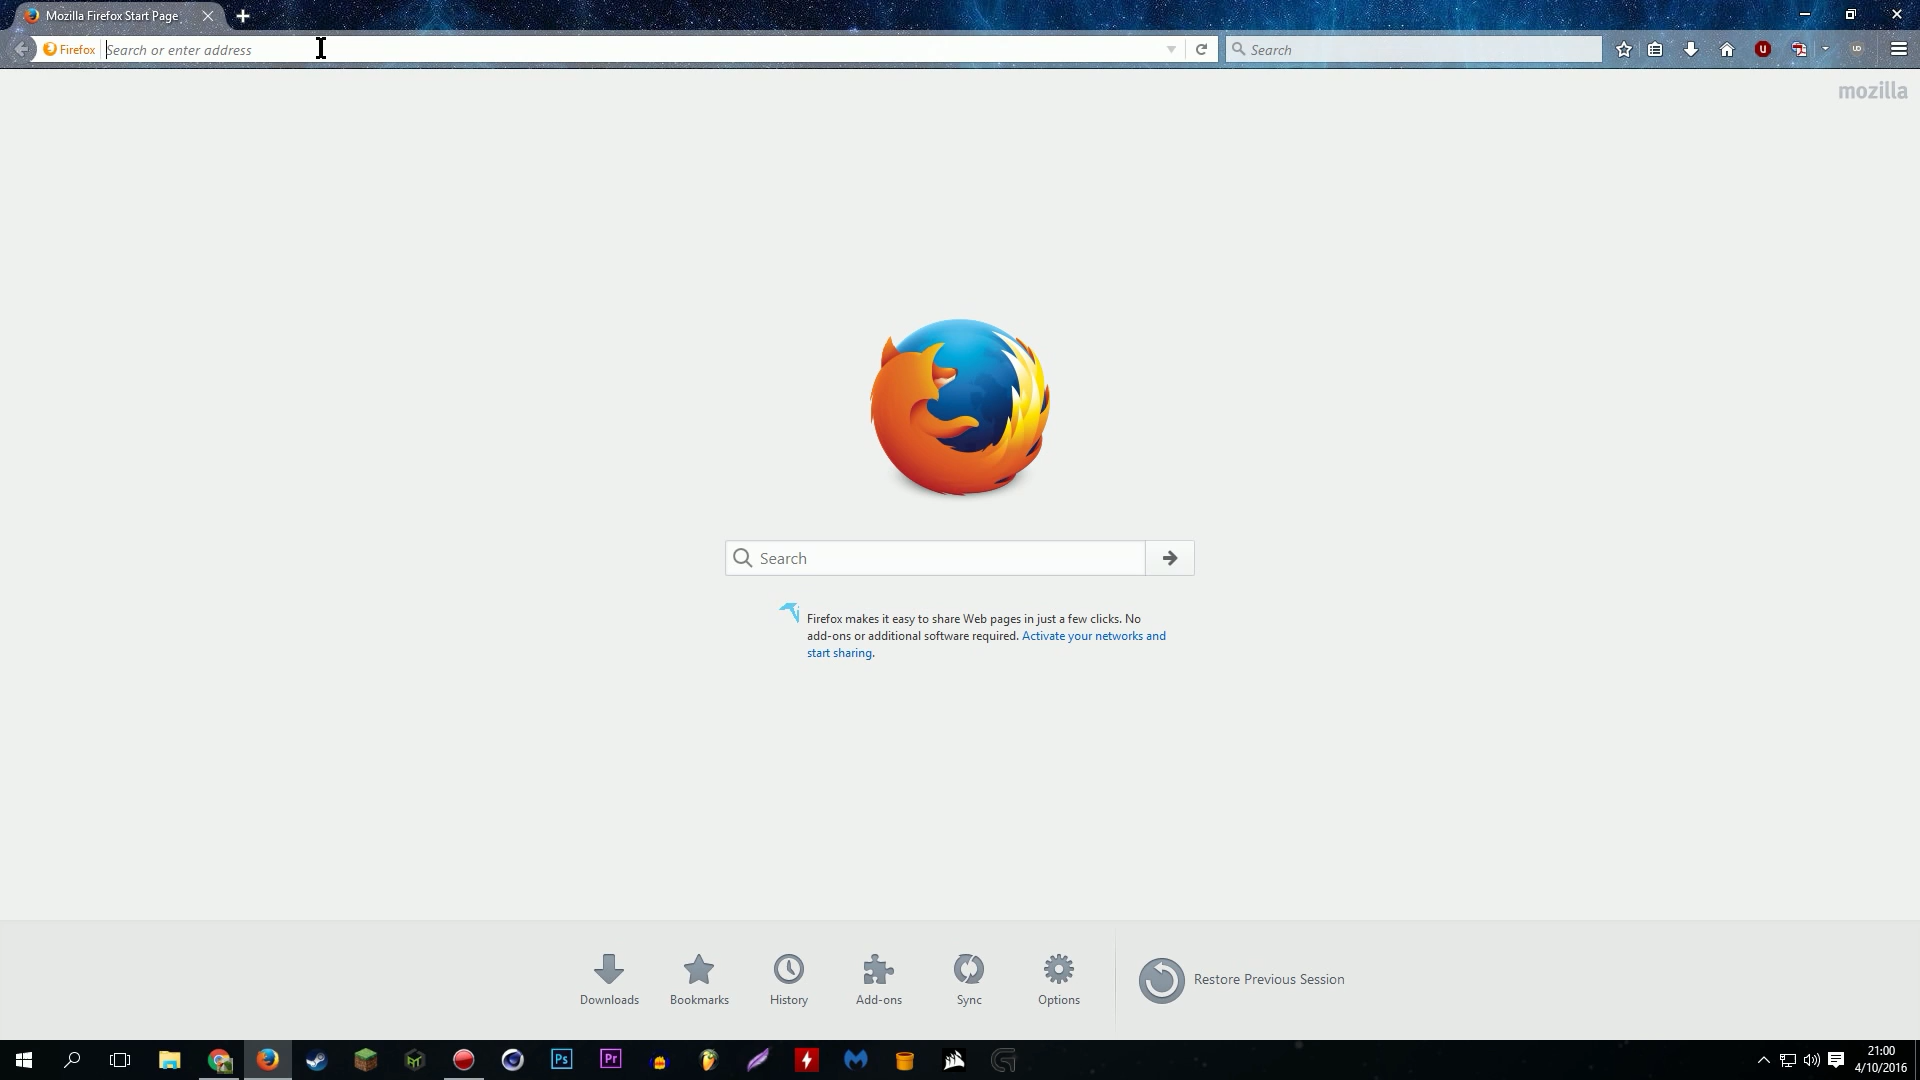 Mozilla Firefox Start Page
Firefox
Search or enter address
Search
mozilla
Search
Firefox makes it easy to share Web pages in just a few clicks. No
add-ons or additional software required. Activate your networks and
start sharing.
Downloads
Bookmarks
History
Add-ons
Sync
Options
Restore Previous Session
Ps
Pr
21:00
4/10/2016